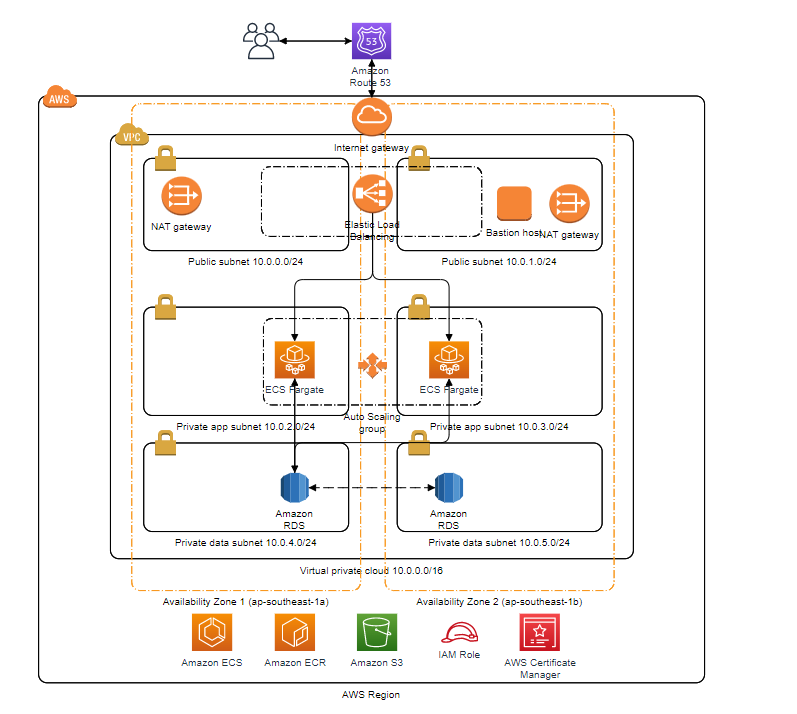 53
Amazon
Route 53
AWS
VPC
Internet gateway
NAT gateway
Elastic Load
Balancing
Bastion host
NAT gateway
Public subnet 10.0.0.0/24
Public subnet 10.0.1.0/24
ECS Fargate
ECS Fargate
Auto Scaling
group
Private app subnet 10.0.2.0/24
Private app subnet 10.0.3.0/24
Amazon
RDS
Amazon
RDS
Private data subnet 10.0.4.0/24
Private data subnet 10.0.5.0/24
Virtual private cloud 10.0.0.0/16
Availability Zone 1 (ap-southeast-1a)
Availability Zone 2 (ap-southeast-1b)
Amazon ECS
Amazon ECR
Amazon S3
IAM Role
AWS Certificate
Manager
AWS Region